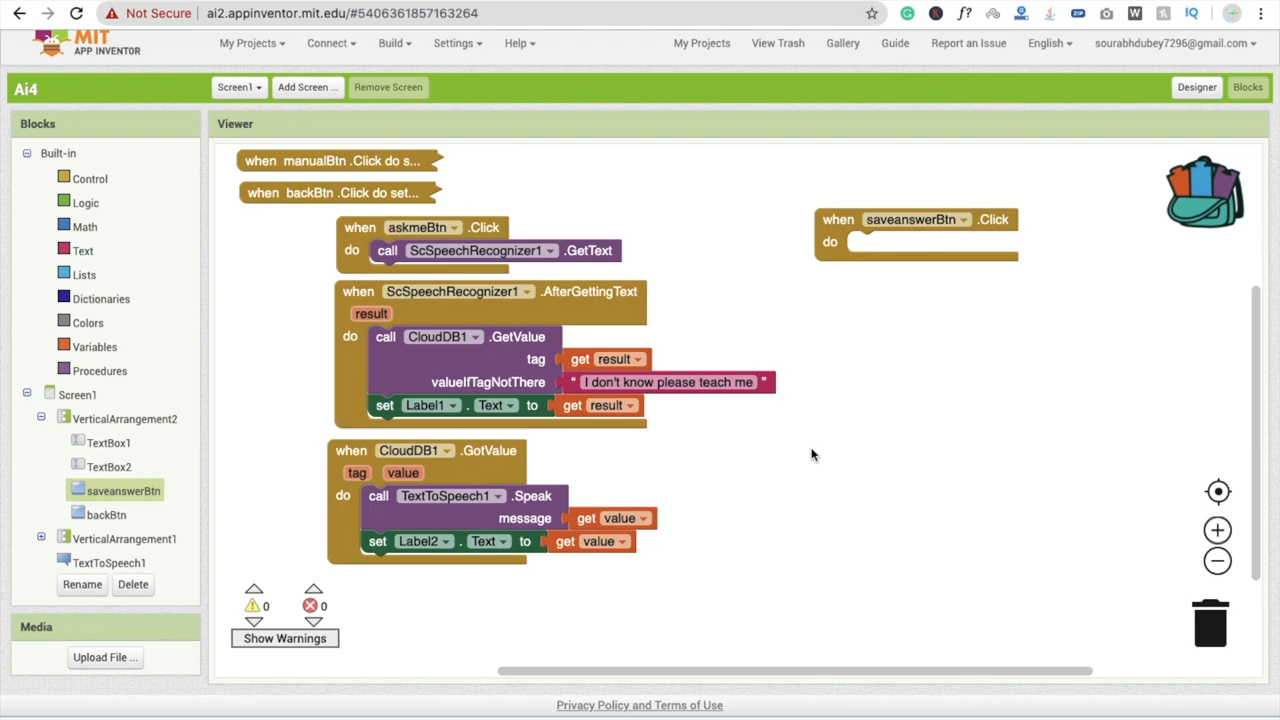 Not Secure | ai2.appinventor.mit.edu/#5406361857163264
MIT APP INVENTOR
My Projects Connect Build Settings Help My Projects View Trash Gallery Guide Report an Issue English sourabhdubey7296@gmail.com
Ai4 Screen1 Add Screen ... Remove Screen Designer Blocks
Blocks
Viewer
Built-in
Control
Logic
Math
Text
Lists
Dictionaries
Colors
Variables
Procedures
Screen1
VerticalArrangement2
TextBox1
TextBox2
saveanswerBtn
backBtn
VerticalArrangement1
TextToSpeech1
Rename Delete
Media
Upload File ...
when manualBtn .Click do s...
when backBtn .Click do set...
when askmeBtn .Click
do call ScSpeechRecognizer1 .GetText
when ScSpeechRecognizer1 .AfterGettingText
result
do call CloudDB1 .GetValue
tag get result
valueIfTagNotThere " I don't know please teach me "
set Label1 . Text to get result
when CloudDB1 .GotValue
tag value
do call TextToSpeech1 .Speak
message get value
set Label2 . Text to get value
when saveanswerBtn .Click
do
0 0
Show Warnings
Privacy Policy and Terms of Use